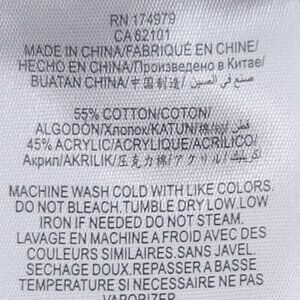 RN 174979
CA 62101
MADE IN CHINA/FABRIQUÉ EN CHINE/
HECHO EN CHINA/Произведено в Китае/
BUATAN CHINA/中国制造/ صنع في الصين
55% COTTON/COTON/
ALGODÓN/Хлопок/KATUN/棉/綿/قطن
45% ACRYLIC/ACRYLIQUE/ACRÍLICO/
Акрил/AKRILIK/压克力棉/アクリル/اكريليك
MACHINE WASH COLD WITH LIKE COLORS.
DO NOT BLEACH.TUMBLE DRY LOW.LOW
IRON IF NEEDED DO NOT STEAM.
LAVAGE EN MACHINE A FROID AVEC DES
COULEURS SIMILAIRES.SANS JAVEL.
SECHAGE DOUX.REPASSER A BASSE
TEMPERATURE SI NECESSAIRE NE PAS
VAPORIZER